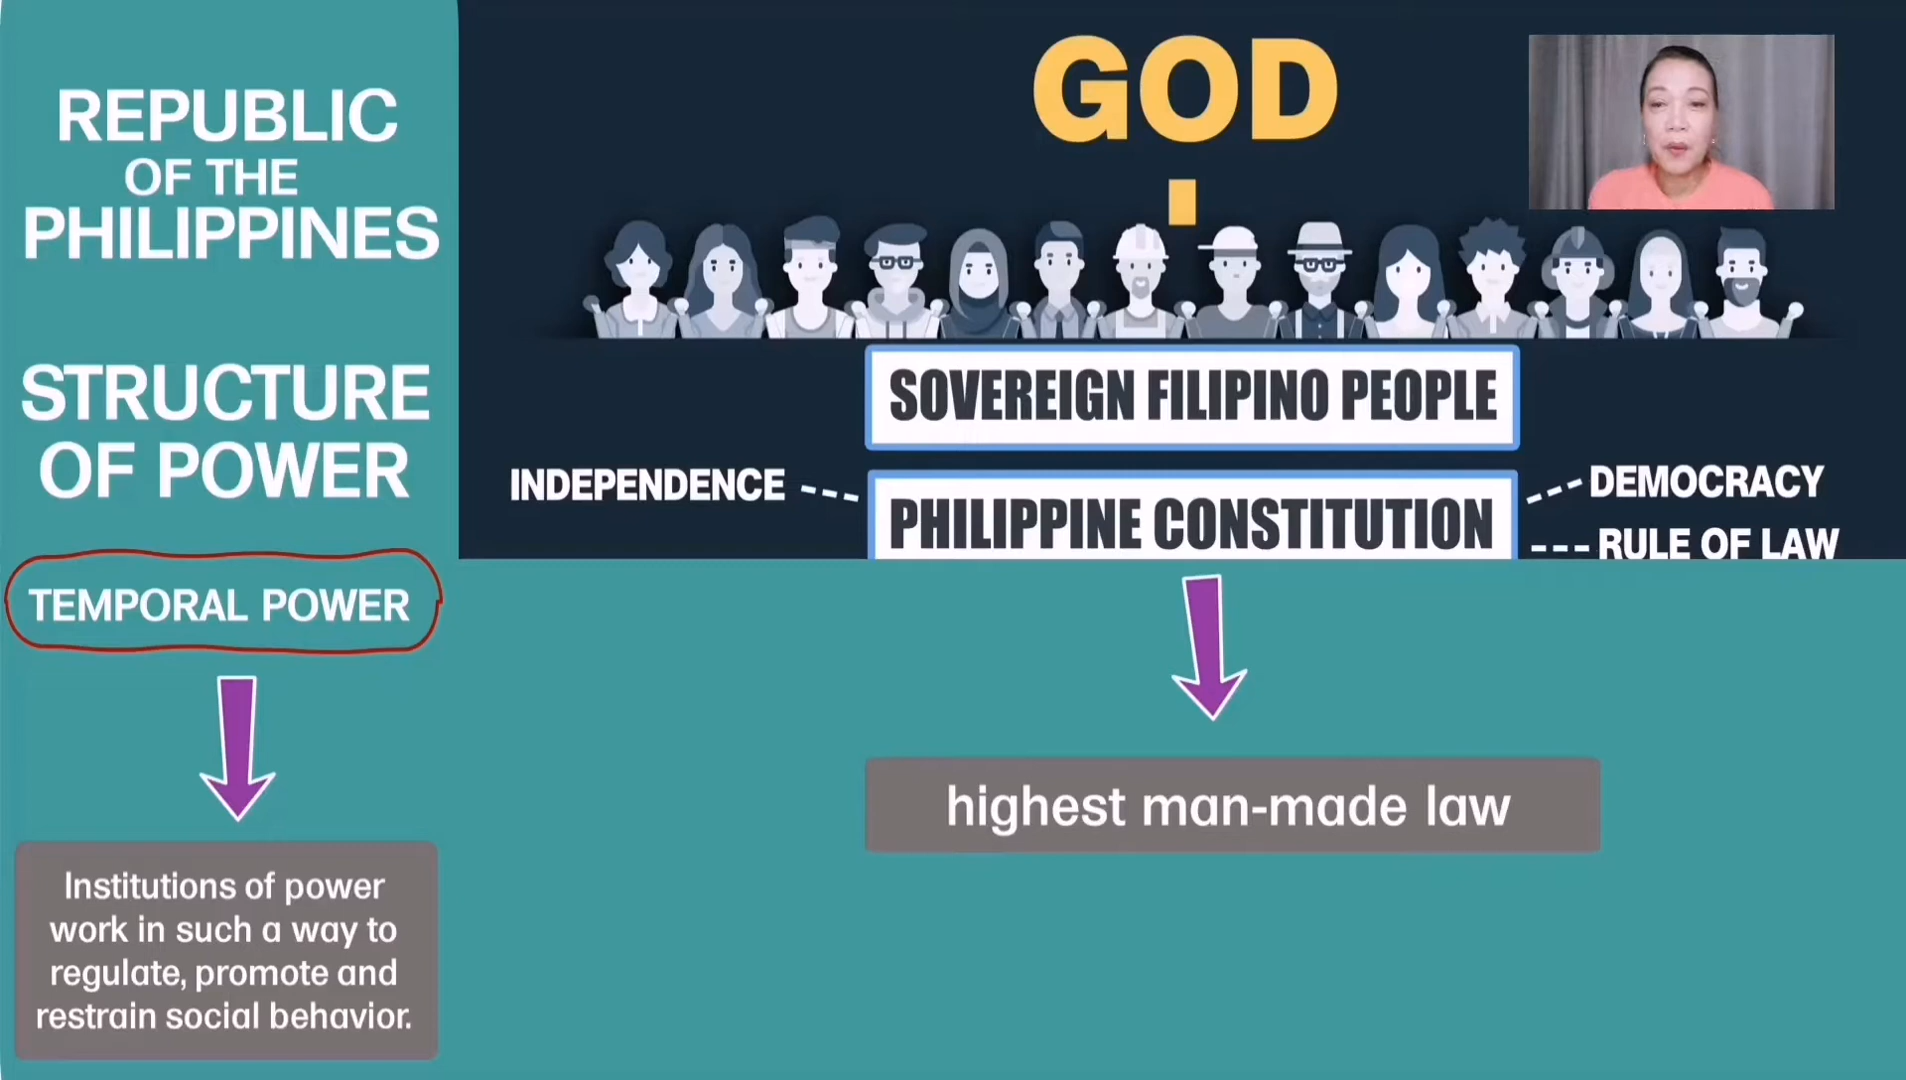 REPUBLIC
OF THE
PHILIPPINES
STRUCTURE
OF POWER
TEMPORAL POWER
Institutions of power
work in such a way to
regulate, promote and
restrain social behavior.
GOD
SOVEREIGN FILIPINO PEOPLE
INDEPENDENCE
PHILIPPINE CONSTITUTION
DEMOCRACY
RULE OF LAW
highest man-made law